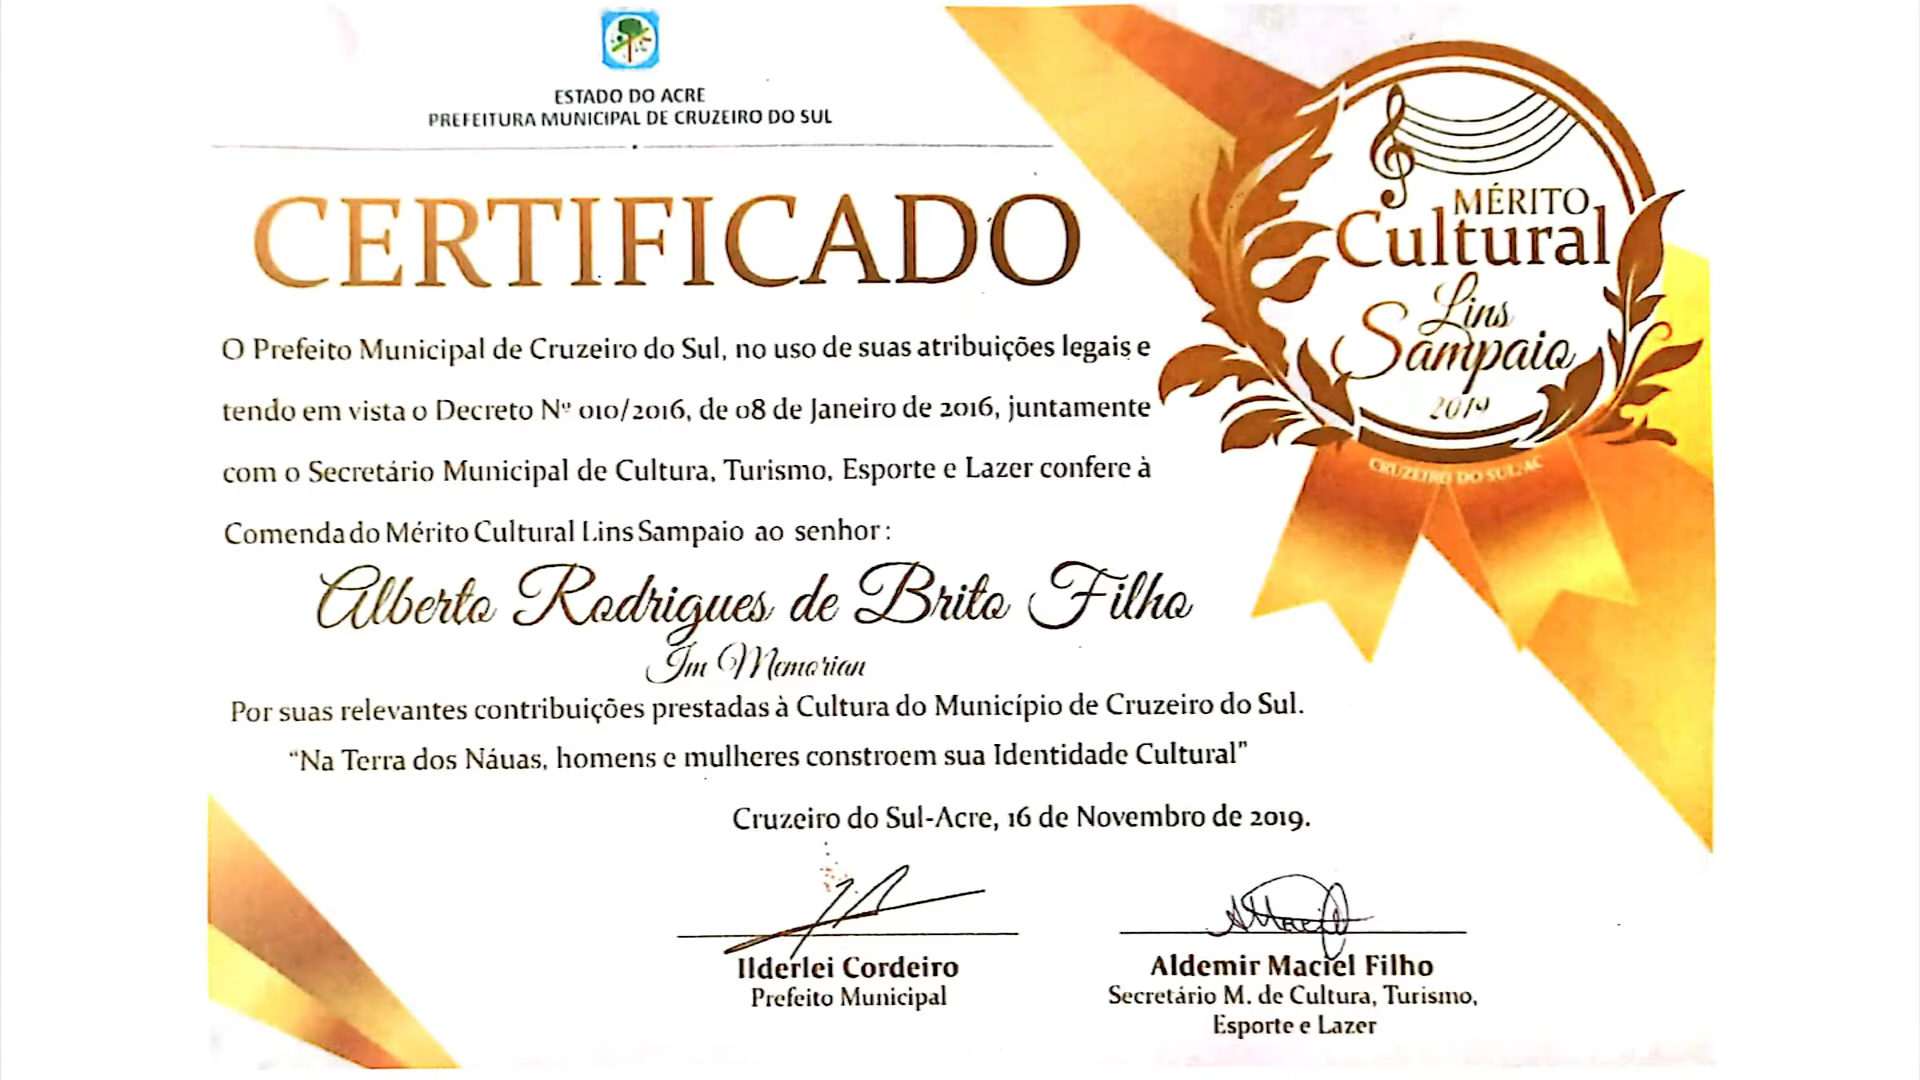 ESTADO DO ACRE
PREFEITURA MUNICIPAL DE CRUZEIRO DO SUL
CERTIFICADO
MÉRITO
Cultural
Lins
Sampaio
2019
CRUZEIRO DO SUL/AC
O Prefeito Municipal de Cruzeiro do Sul, no uso de suas atribuições legais e
tendo em vista o Decreto Nº 010/2016, de 08 de Janeiro de 2016, juntamente
com o Secretário Municipal de Cultura, Turismo, Esporte e Lazer confere à
Comenda do Mérito Cultural Lins Sampaio ao senhor:
Alberto Rodrigues de Brito Filho
Im Memorian
Por suas relevantes contribuições prestadas à Cultura do Município de Cruzeiro do Sul.
"Na Terra dos Náuas, homens e mulheres constroem sua Identidade Cultural"
Cruzeiro do Sul-Acre, 16 de Novembro de 2019.
Ilderlei Cordeiro
Prefeito Municipal
Aldemir Maciel Filho
Secretário M. de Cultura, Turismo,
Esporte e Lazer